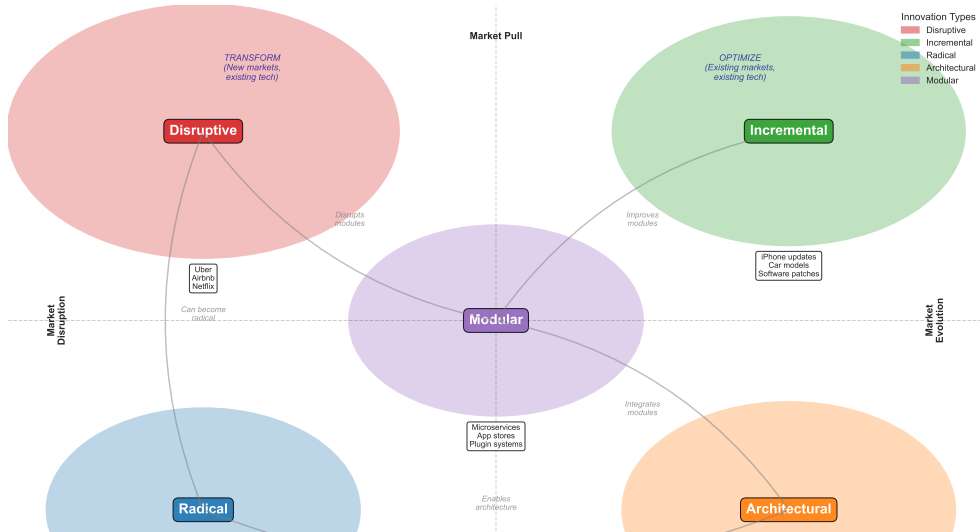 Market Pull
Innovation Types
Disruptive
Incremental
Radical
Architectural
Modular
TRANSFORM
(New markets,
existing tech)
OPTIMIZE
(Existing markets,
existing tech)
Disruptive
Incremental
Disrupts
modules
Improves
modules
Uber
Airbnb
Netflix
iPhone updates
Car models
Software patches
Can become
radical
Market
Disruption
Modular
Market
Evolution
Integrates
modules
Microservices
App stores
Plugin systems
Enables
architecture
Radical
Architectural